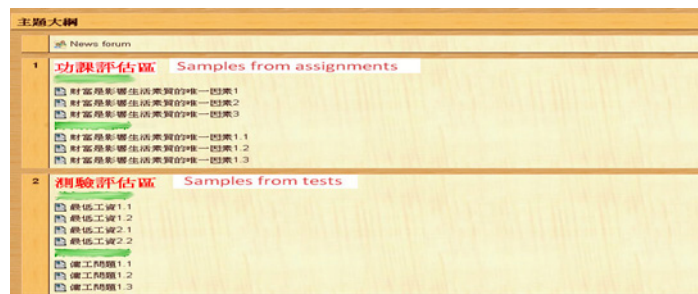 主題大綱
News forum
1 功課評估區 Samples from assignments
財富是影響生活素質的唯一因素1
財富是影響生活素質的唯一因素2
財富是影響生活素質的唯一因素3
財富是影響生活素質的唯一因素1.1
財富是影響生活素質的唯一因素1.2
財富是影響生活素質的唯一因素1.3
2 測驗評估區 Samples from tests
最低工資1.1
最低工資1.2
最低工資2.1
最低工資2.2
傭工問題1.1
傭工問題1.2
傭工問題1.3